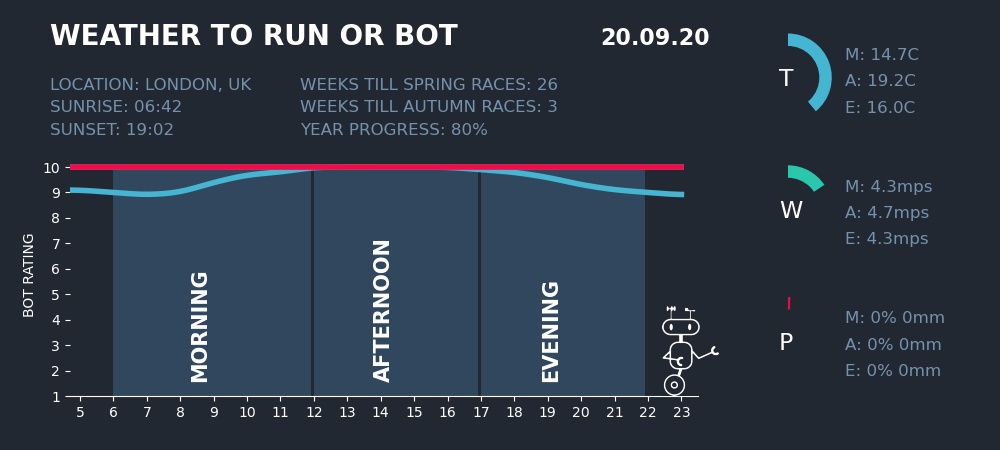 WEATHER TO RUN OR BOT
20.09.20
LOCATION: LONDON, UK
SUNRISE: 06:42
SUNSET: 19:02
WEEKS TILL SPRING RACES: 26
WEEKS TILL AUTUMN RACES: 3
YEAR PROGRESS: 80%
BOT RATING
10
9
8
7
6
5
4
3
2
1
MORNING
AFTERNOON
EVENING
5 6 7 8 9 10 11 12 13 14 15 16 17 18 19 20 21 22 23
T
M: 14.7C
A: 19.2C
E: 16.0C
W
M: 4.3mps
A: 4.7mps
E: 4.3mps
P
M: 0% 0mm
A: 0% 0mm
E: 0% 0mm